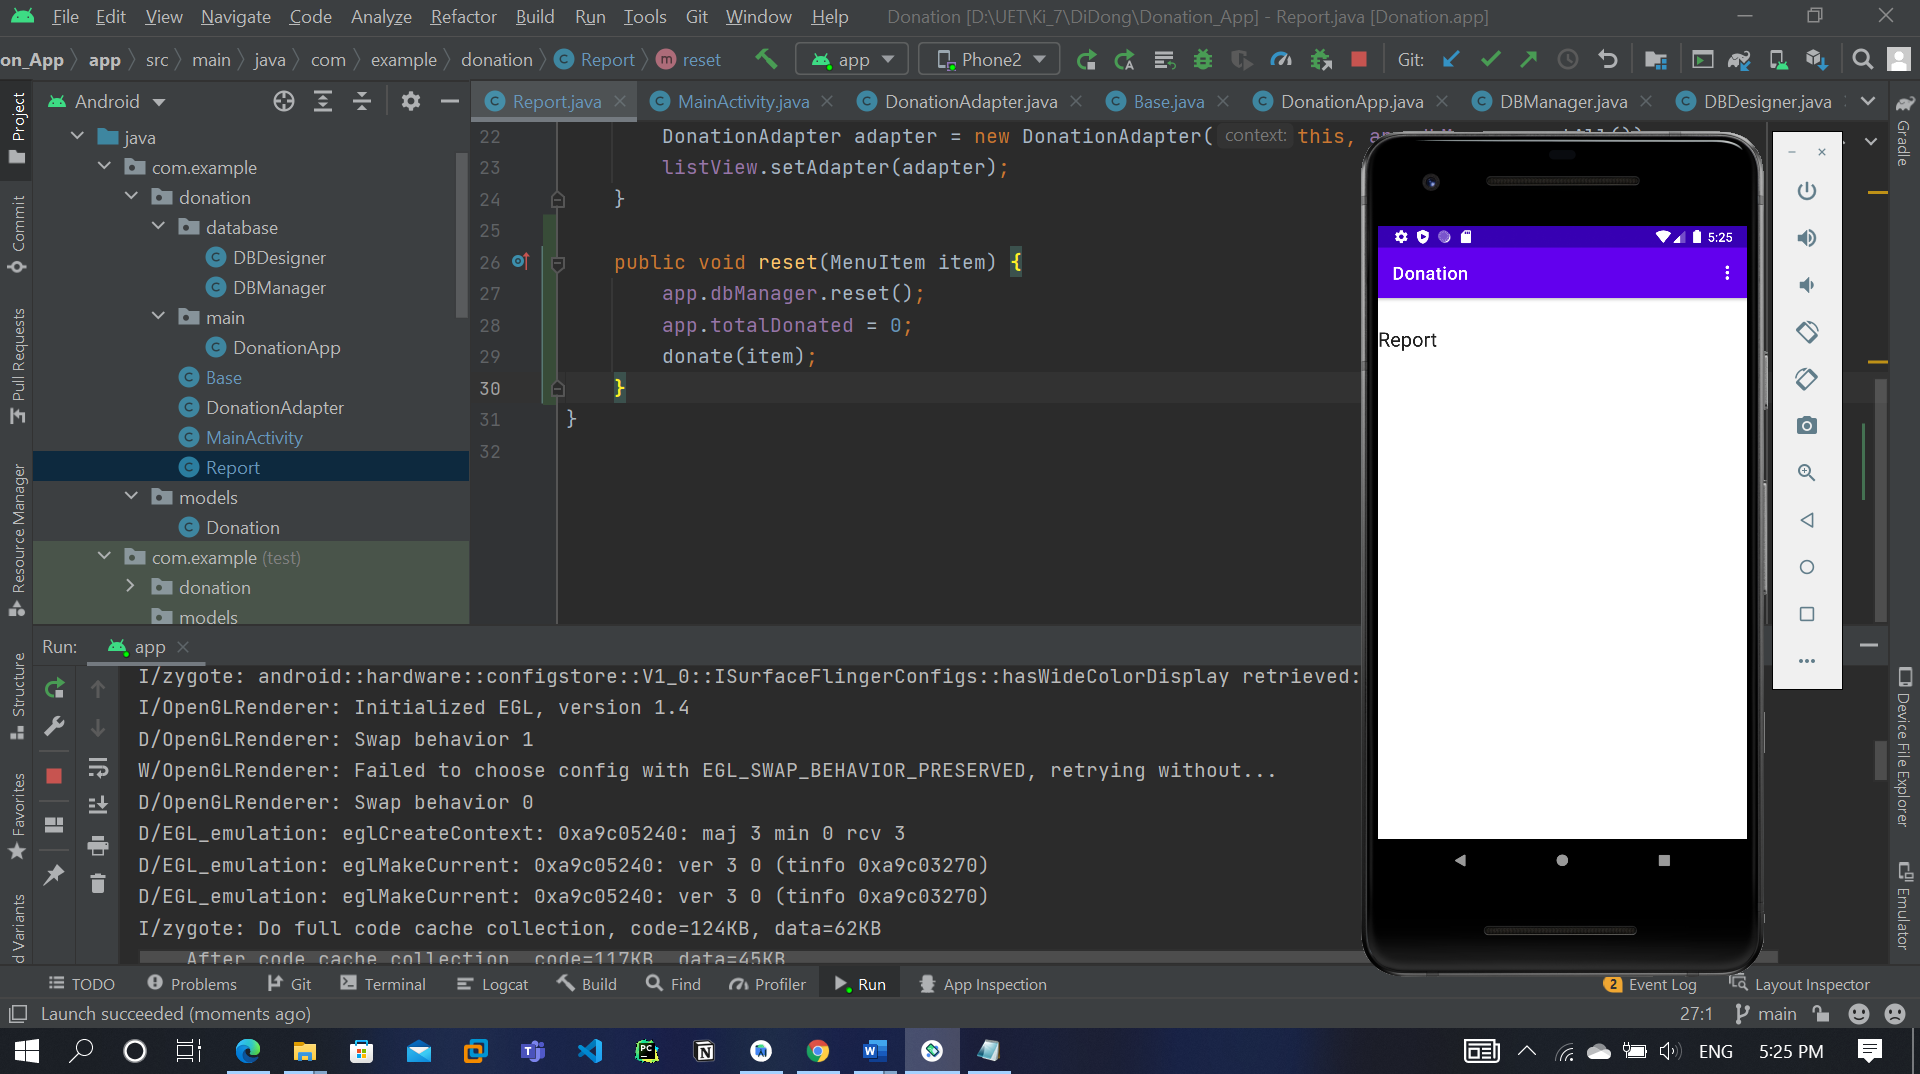 File Edit View Navigate Code Analyze Refactor Build Run Tools Git Window Help Donation [D:\UET\Ki_7\DiDong\Donation_App] - Report.java [Donation.app]
on_App app src main java com example donation Report reset app Phone2 Git:
Android
Report.java MainActivity.java DonationAdapter.java Base.java DonationApp.java DBManager.java DBDesigner.java
Project
Commit
Pull Requests
Resource Manager
Structure
Favorites
d Variants
java
com.example
donation
database
DBDesigner
DBManager
main
DonationApp
Base
DonationAdapter
MainActivity
Report
models
Donation
com.example (test)
donation
models
22 DonationAdapter adapter = new DonationAdapter( context: this,
23 listView.setAdapter(adapter);
24 }
25
26 public void reset(MenuItem item) {
27 app.dbManager.reset();
28 app.totalDonated = 0;
29 donate(item);
30 }
31 }
32
5:25
Donation
Report
Gradle
Device File Explorer
Emulator
Run: app
I/zygote: android::hardware::configstore::V1_0::ISurfaceFlingerConfigs::hasWideColorDisplay retrieved:
I/OpenGLRenderer: Initialized EGL, version 1.4
D/OpenGLRenderer: Swap behavior 1
W/OpenGLRenderer: Failed to choose config with EGL_SWAP_BEHAVIOR_PRESERVED, retrying without...
D/OpenGLRenderer: Swap behavior 0
D/EGL_emulation: eglCreateContext: 0xa9c05240: maj 3 min 0 rcv 3
D/EGL_emulation: eglMakeCurrent: 0xa9c05240: ver 3 0 (tinfo 0xa9c03270)
D/EGL_emulation: eglMakeCurrent: 0xa9c05240: ver 3 0 (tinfo 0xa9c03270)
I/zygote: Do full code cache collection, code=124KB, data=62KB
After code cache collection, code=117KB, data=45KB
TODO Problems Git Terminal Logcat Build Find Profiler Run App Inspection 2 Event Log Layout Inspector
Launch succeeded (moments ago) 27:1 main
ENG 5:25 PM